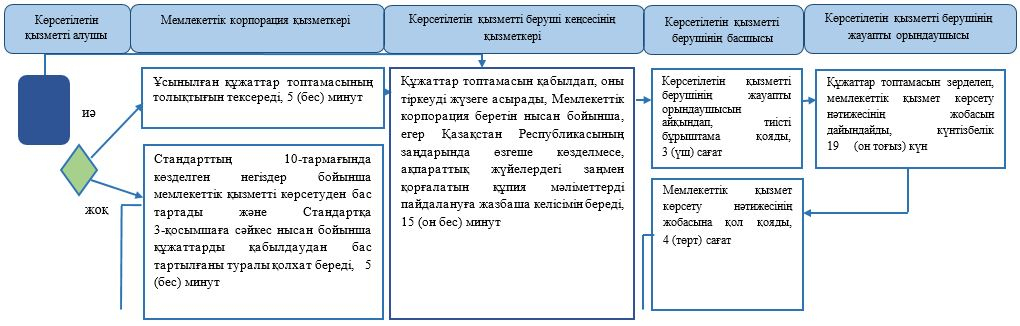 Көрсетілетін
қызметті алушы
Мемлекеттік корпорация қызметкері
Көрсетілетін қызметті беруші кеңсесінің
қызметкері
Көрсетілетін қызметті
берушінің басшысы
Көрсетілетін қызметті берушінің
жауапты орындаушысы
иә
жоқ
Ұсынылған құжаттар топтамасының
толықтығын тексереді, 5 (бес) минут
Стандарттың 10-тармағында
көзделген негіздер бойынша
мемлекеттік қызметті көрсетуден бас
тартады және Стандартқа
3-қосымшаға сәйкес нысан бойынша
құжаттарды қабылдаудан бас
тартылғаны туралы қолхат береді, 5
(бес) минут
Құжаттар топтамасын қабылдап, оны
тіркеуді жүзеге асырады, Мемлекеттік
корпорация беретін нысан бойынша,
егер Қазақстан Республикасының
заңдарында өзгеше көзделмесе,
ақпараттық жүйелердегі заңмен
қорғалатын құпия мәліметтерді
пайдалануға жазбаша келісімін береді,
15 (он бес) минут
Көрсетілетін қызметті
берушінің жауапты
орындаушысын
айқындап, тиісті
бұрыштама қояды,
3 (үш) сағат
Құжаттар топтамасын зерделеп,
мемлекеттік қызмет көрсету
нәтижесінің жобасын
дайындайды, күнтізбелік
19 (он тоғыз) күн
Мемлекеттік қызмет
көрсету нәтижесінің
жобасына қол қояды,
4 (төрт) сағат